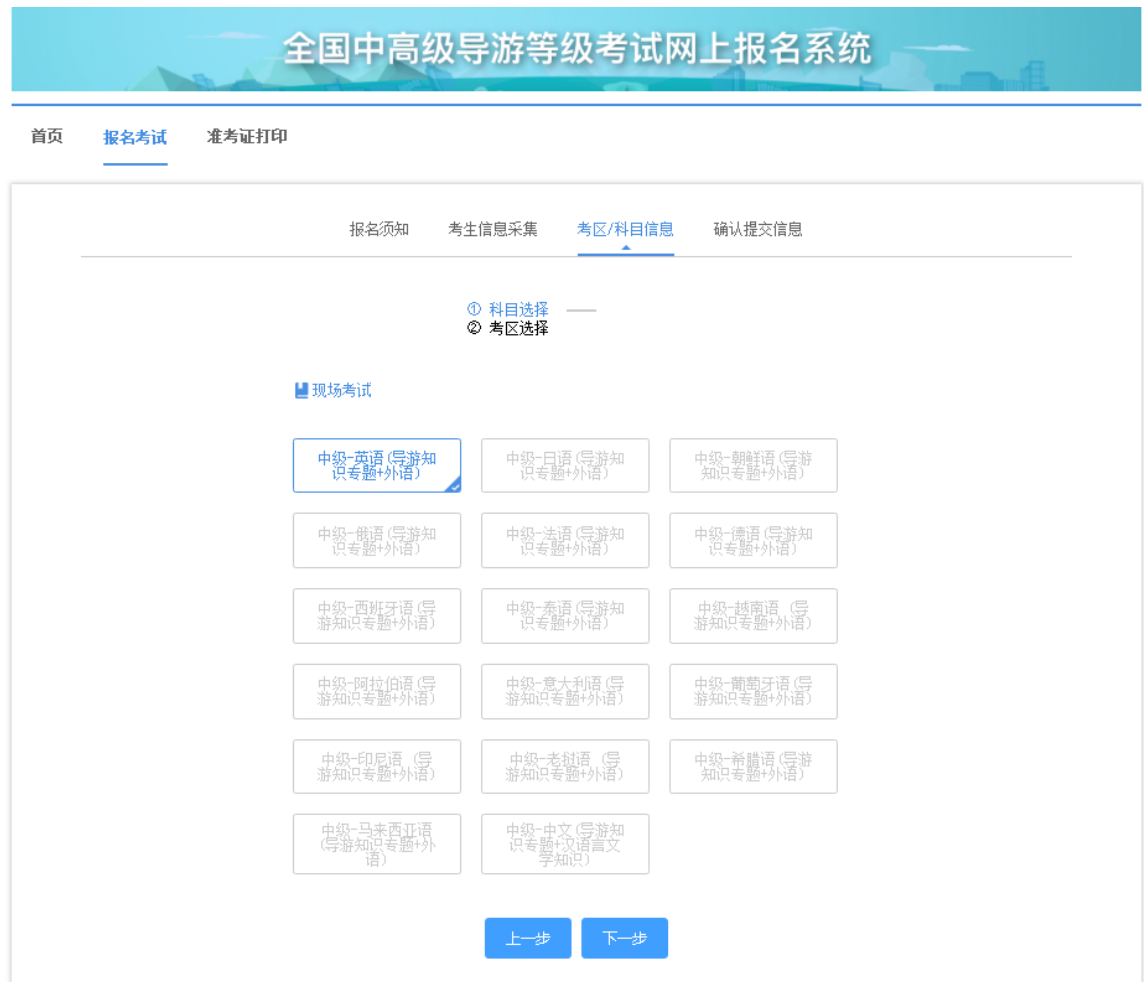 全国中高级导游等级考试网上报名系统
首页 报名考试 准考证打印
报名须知 考生信息采集 考区/科目信息 确认提交信息
① 科目选择
② 考区选择
现场考试
中级-英语(导游知
识专题+外语)
中级-日语(导游知
识专题+外语)
中级-朝鲜语(导游
知识专题+外语)
中级-俄语(导游知
识专题+外语)
中级-法语(导游知
识专题+外语)
中级-德语(导游知
识专题+外语)
中级-西班牙语(导
游知识专题+外语)
中级-泰语(导游知
识专题+外语)
中级-越南语 (导
游知识专题+外语)
中级-阿拉伯语(导
游知识专题+外语)
中级-意大利语(导
游知识专题+外语)
中级-葡萄牙语(导
游知识专题+外语)
中级-印尼语 (导
游知识专题+外语)
中级-老挝语 (导
游知识专题+外语)
中级-希腊语(导游
知识专题+外语)
中级-马来西亚语
(导游知识专题+外
语)
中级-中文(导游知
识专题+汉语言文
学知识)
上一步 下一步